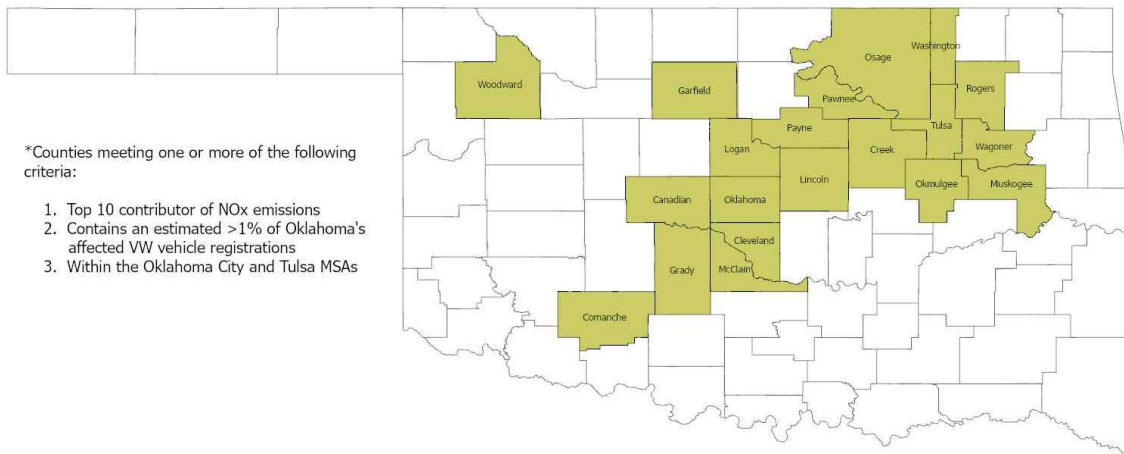 *Counties meeting one or more of the following
criteria:
1. Top 10 contributor of NOx emissions
2. Contains an estimated >1% of Oklahoma's
affected VW vehicle registrations
3. Within the Oklahoma City and Tulsa MSAs
Woodward
Garfield
Osage
Washington
Pawnee
Rogers
Payne
Tulsa
Logan
Creek
Wagoner
Lincoln
Canadian
Oklahoma
Okmulgee
Muskogee
Cleveland
Grady
McClain
Comanche